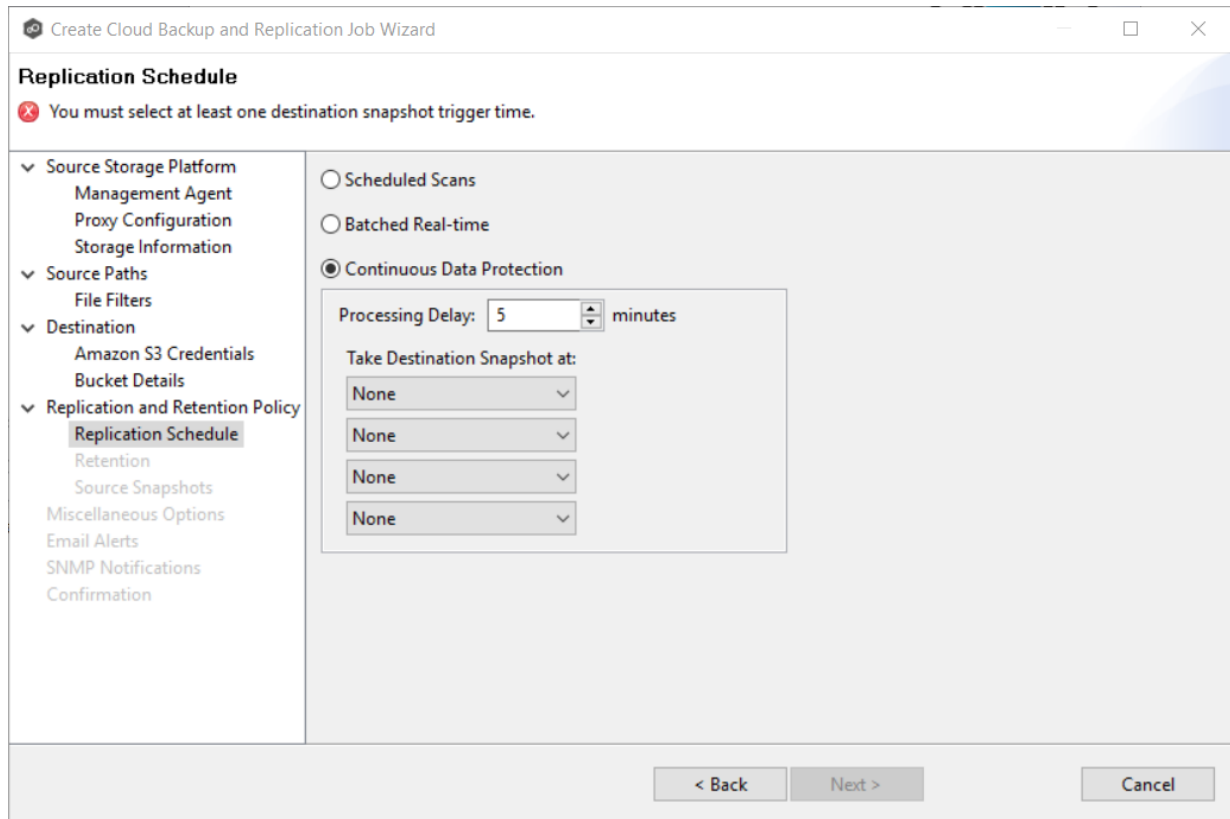 Create Cloud Backup and Replication Job Wizard
Replication Schedule
You must select at least one destination snapshot trigger time.
Source Storage Platform
Management Agent
Proxy Configuration
Storage Information
Source Paths
File Filters
Destination
Amazon S3 Credentials
Bucket Details
Replication and Retention Policy
Replication Schedule
Retention
Source Snapshots
Miscellaneous Options
Email Alerts
SNMP Notifications
Confirmation
Scheduled Scans
Batched Real-time
Continuous Data Protection
Processing Delay: 5 minutes
Take Destination Snapshot at:
None
None
None
None
< Back Next > Cancel